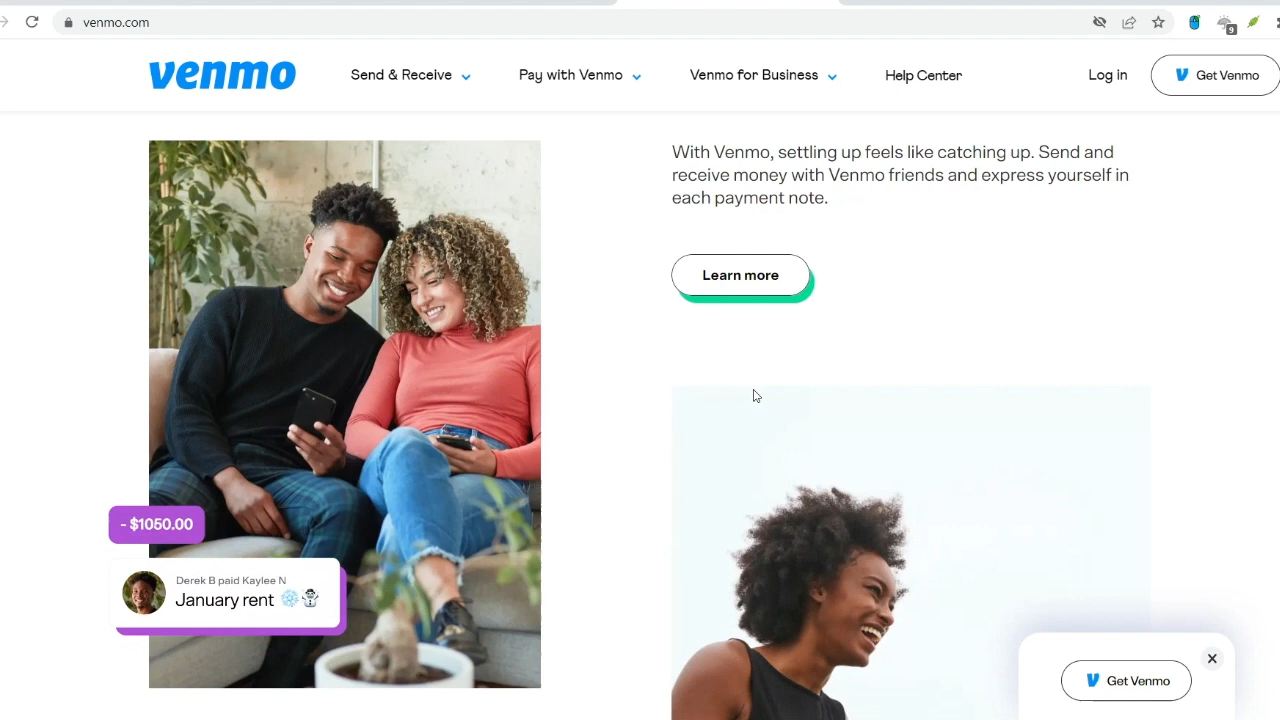 venmo.com
9
venmo
Send & Receive
Pay with Venmo
Venmo for Business
Help Center
Log in
Get Venmo
With Venmo, settling up feels like catching up. Send and
receive money with Venmo friends and express yourself in
each payment note.
Learn more
- $1050.00
Derek B paid Kaylee N
January rent ❄️☃️
Get Venmo